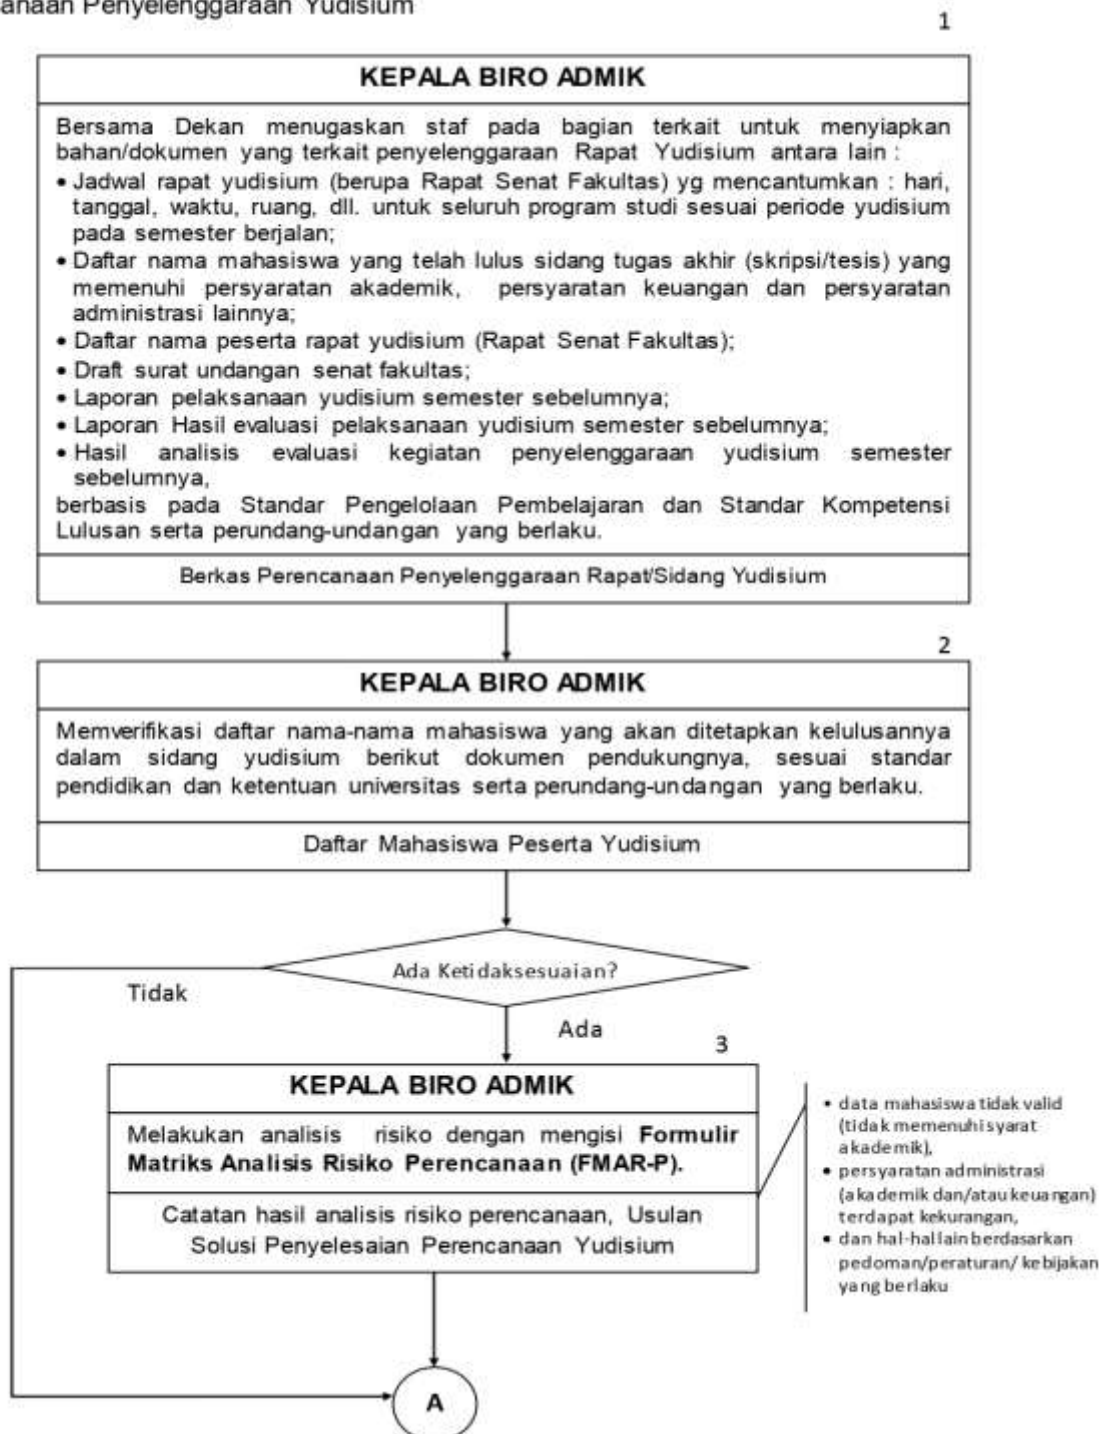 anaan Penyelenggaraan Yudisium
1
KEPALA BIRO ADMIK
Bersama Dekan menugaskan staf pada bagian terkait untuk menyiapkan
bahan/dokumen yang terkait penyelenggaraan Rapat Yudisium antara lain :
• Jadwal rapat yudisium (berupa Rapat Senat Fakultas) yg mencantumkan : hari,
tanggal, waktu, ruang, dll. untuk seluruh program studi sesuai periode yudisium
pada semester berjalan;
• Daftar nama mahasiswa yang telah lulus sidang tugas akhir (skripsi/tesis) yang
memenuhi persyaratan akademik, persyaratan keuangan dan persyaratan
administrasi lainnya;
• Daftar nama peserta rapat yudisium (Rapat Senat Fakultas);
• Draft surat undangan senat fakultas;
• Laporan pelaksanaan yudisium semester sebelumnya;
• Laporan Hasil evaluasi pelaksanaan yudisium semester sebelumnya;
• Hasil analisis evaluasi kegiatan penyelenggaraan yudisium semester
sebelumnya,
berbasis pada Standar Pengelolaan Pembelajaran dan Standar Kompetensi
Lulusan serta perundang-undangan yang berlaku.
Berkas Perencanaan Penyelenggaraan Rapat/Sidang Yudisium
2
KEPALA BIRO ADMIK
Memverifikasi daftar nama-nama mahasiswa yang akan ditetapkan kelulusannya
dalam sidang yudisium berikut dokumen pendukungnya, sesuai standar
pendidikan dan ketentuan universitas serta perundang-undangan yang berlaku.
Daftar Mahasiswa Peserta Yudisium
Ada Ketidaksesuaian?
Tidak
Ada
3
KEPALA BIRO ADMIK
Melakukan analisis risiko dengan mengisi Formulir
Matriks Analisis Risiko Perencanaan (FMAR-P).
Catatan hasil analisis risiko perencanaan, Usulan
Solusi Penyelesaian Perencanaan Yudisium
• data mahasiswa tidak valid
(tidak memenuhi syarat
akademik),
• persyaratan administrasi
(akademik dan/atau keuangan)
terdapat kekurangan,
• dan hal-hal lain berdasarkan
pedoman/peraturan/ kebijakan
yang berlaku
A